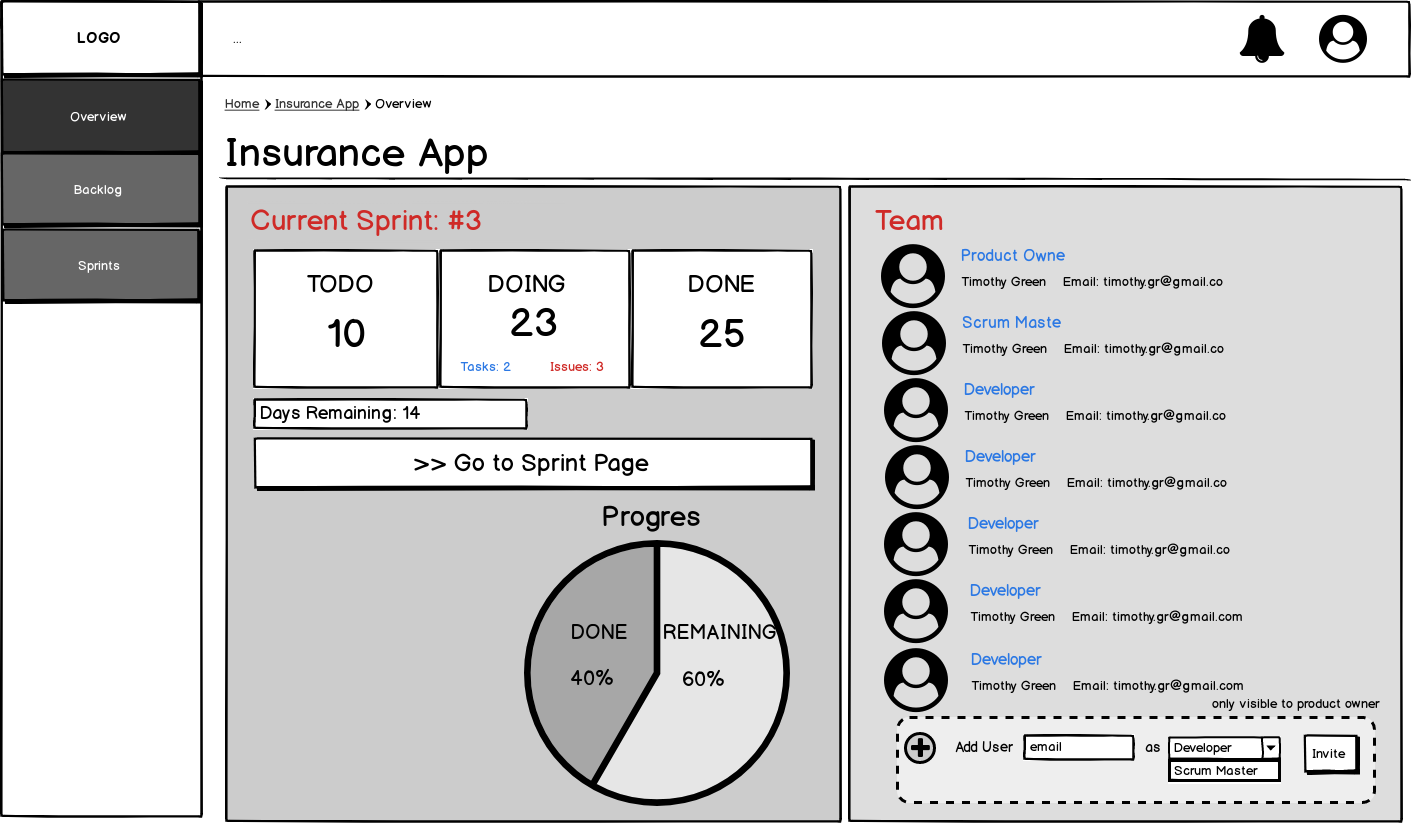 LOGO
...
Overview
Backlog
Sprints
Home > Insurance App > Overview
Insurance App
Current Sprint: #3
TODO
10
DOING
23
Tasks: 2 Issues: 3
DONE
25
Days Remaining: 14
>> Go to Sprint Page
Progres
DONE
40%
REMAINING
60%
Team
Product Owne
Timothy Green Email: timothy.gr@gmail.co
Scrum Maste
Timothy Green Email: timothy.gr@gmail.co
Developer
Timothy Green Email: timothy.gr@gmail.co
Developer
Timothy Green Email: timothy.gr@gmail.co
Developer
Timothy Green Email: timothy.gr@gmail.co
Developer
Timothy Green Email: timothy.gr@gmail.com
Developer
Timothy Green Email: timothy.gr@gmail.com
only visible to product owner
Add User email as Developer Invite
Scrum Master